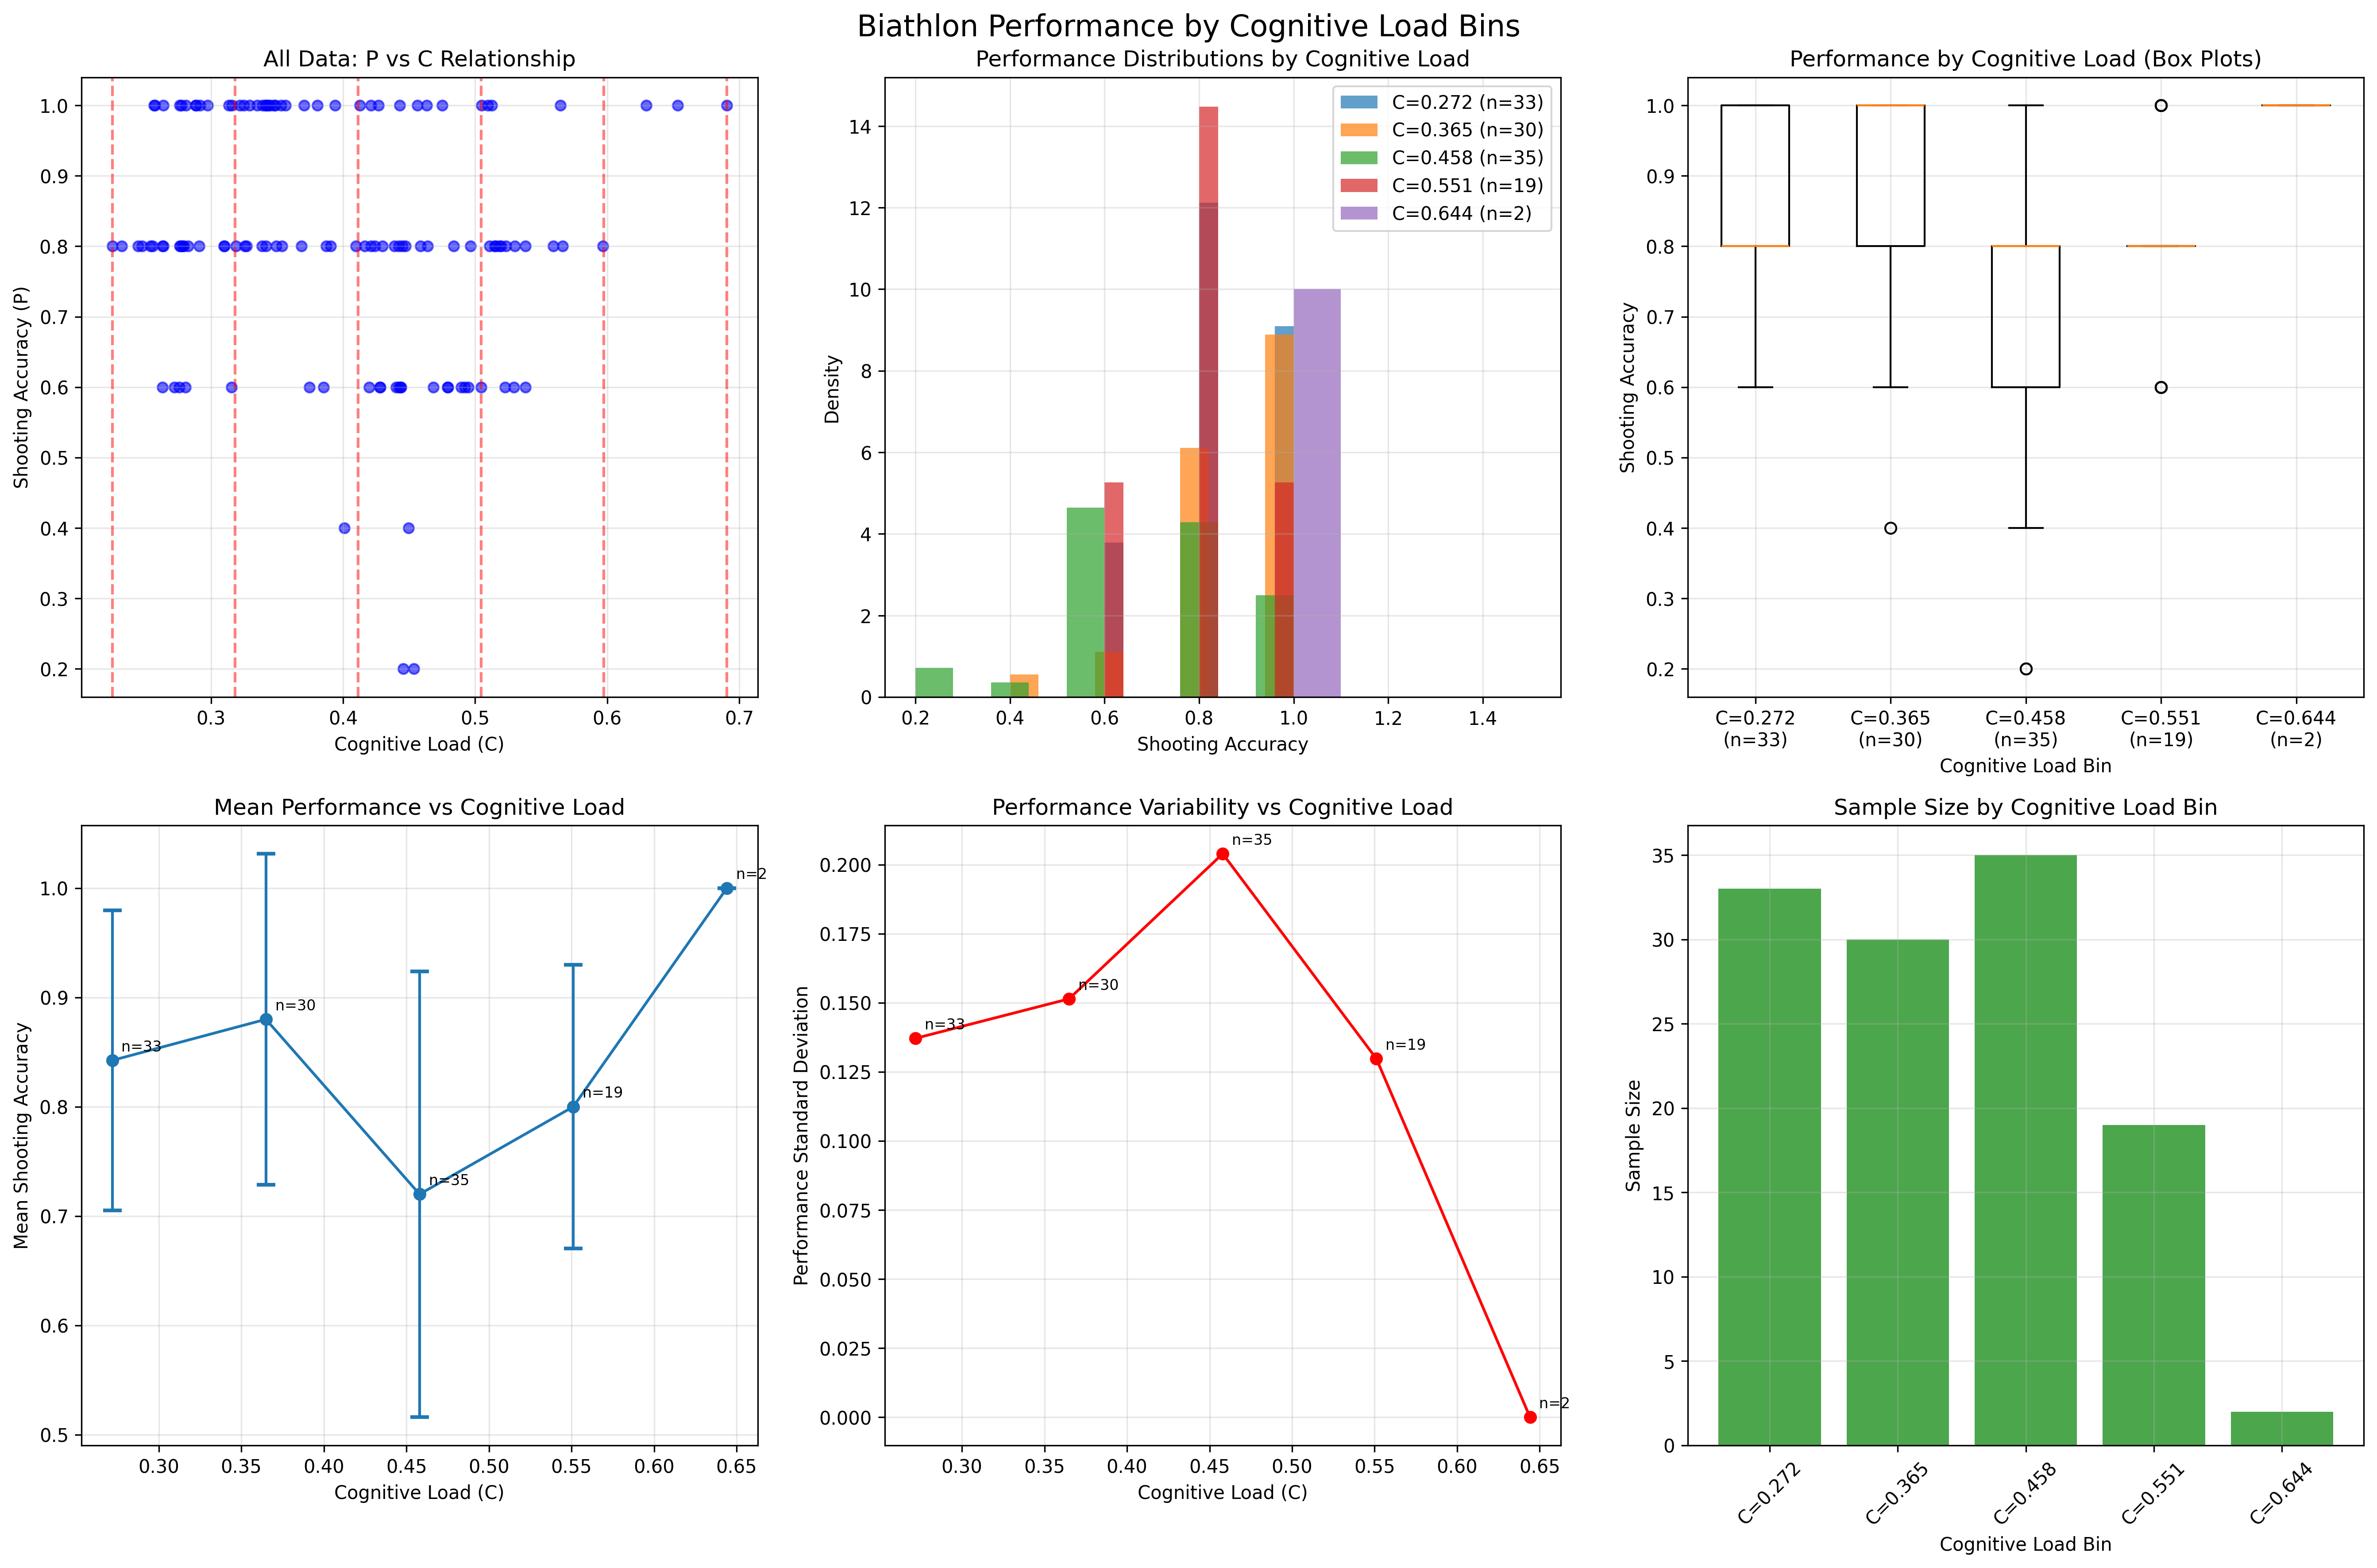 Biathlon Performance by Cognitive Load Bins
All Data: P vs C Relationship
Shooting Accuracy (P)
1.0
0.9
0.8
0.7
0.6
0.5
0.4
0.3
0.2
0.3 0.4 0.5 0.6 0.7
Cognitive Load (C)
Performance Distributions by Cognitive Load
Density
14
12
10
8
6
4
2
0
C=0.272 (n=33)
C=0.365 (n=30)
C=0.458 (n=35)
C=0.551 (n=19)
C=0.644 (n=2)
0.2 0.4 0.6 0.8 1.0 1.2 1.4
Shooting Accuracy
Performance by Cognitive Load (Box Plots)
Shooting Accuracy
1.0
0.9
0.8
0.7
0.6
0.5
0.4
0.3
0.2
C=0.272 C=0.365 C=0.458 C=0.551 C=0.644
(n=33) (n=30) (n=35) (n=19) (n=2)
Cognitive Load Bin
Mean Performance vs Cognitive Load
Mean Shooting Accuracy
1.0
0.9
0.8
0.7
0.6
0.5
n=33
n=30
n=35
n=19
n=2
0.30 0.35 0.40 0.45 0.50 0.55 0.60 0.65
Cognitive Load (C)
Performance Variability vs Cognitive Load
Performance Standard Deviation
0.200
0.175
0.150
0.125
0.100
0.075
0.050
0.025
0.000
n=33
n=30
n=35
n=19
n=2
0.30 0.35 0.40 0.45 0.50 0.55 0.60 0.65
Cognitive Load (C)
Sample Size by Cognitive Load Bin
Sample Size
35
30
25
20
15
10
5
0
C=0.272 C=0.365 C=0.458 C=0.551 C=0.644
Cognitive Load Bin